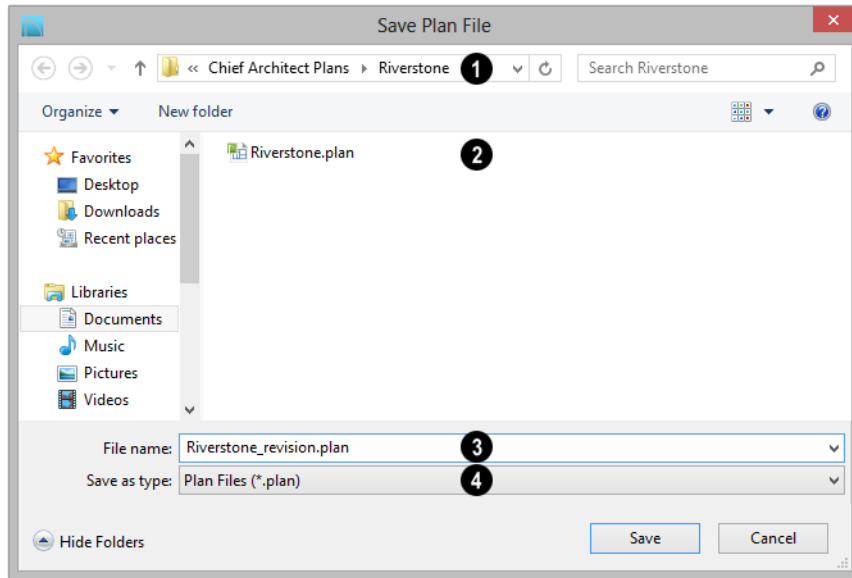 Save Plan File
« Chief Architect Plans Riverstone 1 Search Riverstone
Organize New folder
Favorites
Desktop
Downloads
Recent places
Libraries
Documents
Music
Pictures
Videos
Riverstone.plan 2
File name: Riverstone_revision.plan 3
Save as type: Plan Files (*.plan) 4
Hide Folders Save Cancel